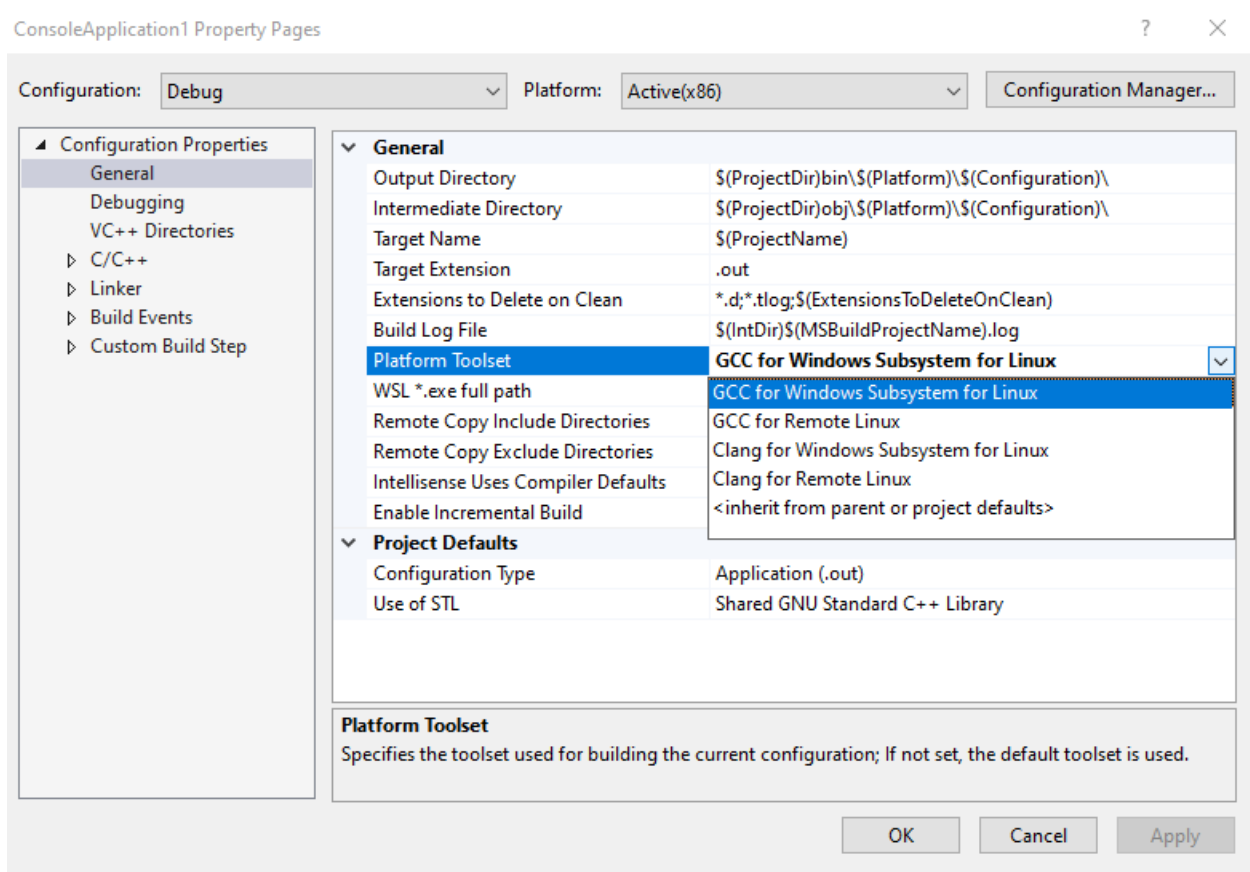 ConsoleApplication1 Property Pages
?
Configuration: Debug Platform: Active(x86) Configuration Manager...
Configuration Properties
General
Debugging
VC++ Directories
C/C++
Linker
Build Events
Custom Build Step
General
Output Directory $(ProjectDir)bin\$(Platform)\$(Configuration)\
Intermediate Directory $(ProjectDir)obj\$(Platform)\$(Configuration)\
Target Name $(ProjectName)
Target Extension .out
Extensions to Delete on Clean *.d;*.tlog;$(ExtensionsToDeleteOnClean)
Build Log File $(IntDir)$(MSBuildProjectName).log
Platform Toolset GCC for Windows Subsystem for Linux
WSL *.exe full path
Remote Copy Include Directories
Remote Copy Exclude Directories
Intellisense Uses Compiler Defaults
Enable Incremental Build
GCC for Windows Subsystem for Linux
GCC for Remote Linux
Clang for Windows Subsystem for Linux
Clang for Remote Linux
<inherit from parent or project defaults>
Project Defaults
Configuration Type Application (.out)
Use of STL Shared GNU Standard C++ Library
Platform Toolset
Specifies the toolset used for building the current configuration; If not set, the default toolset is used.
OK Cancel Apply